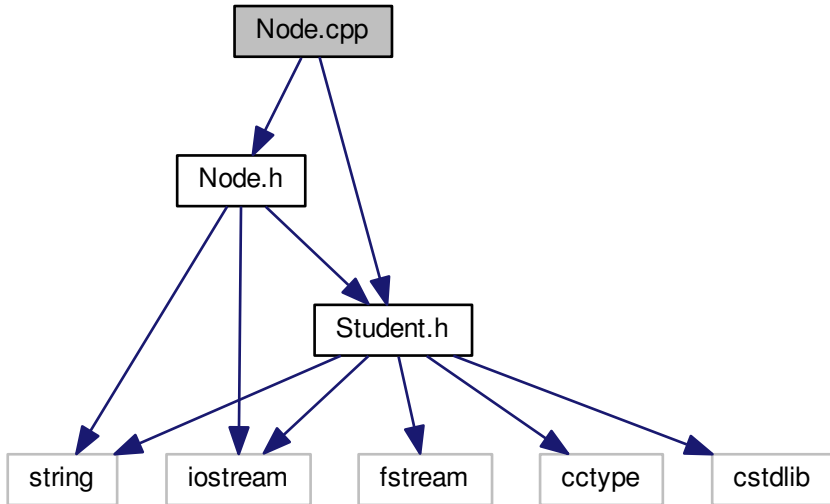 Node.cpp
Node.h
Student.h
string
iostream
fstream
cctype
cstdlib